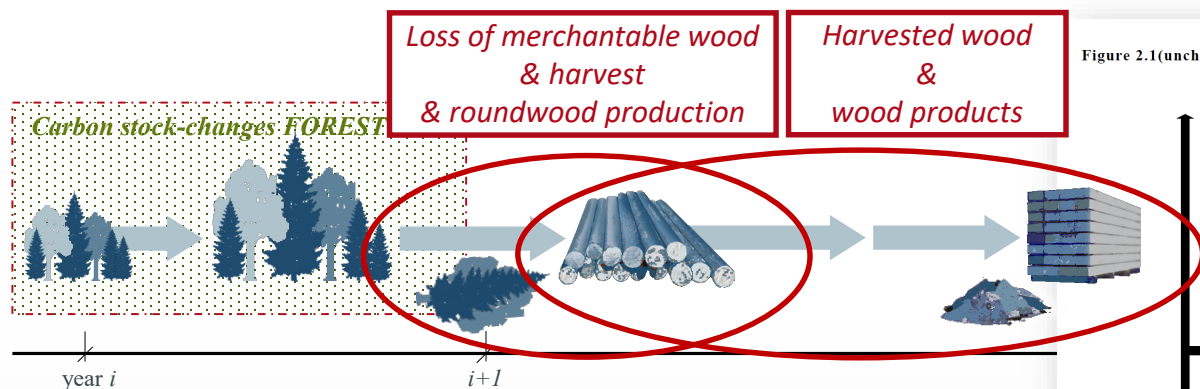 Loss of merchantable wood
& harvest
& roundwood production
Harvested wood
&
wood products
Figure 2.1(unch
Carbon stock-changes FOREST
year i
i+1